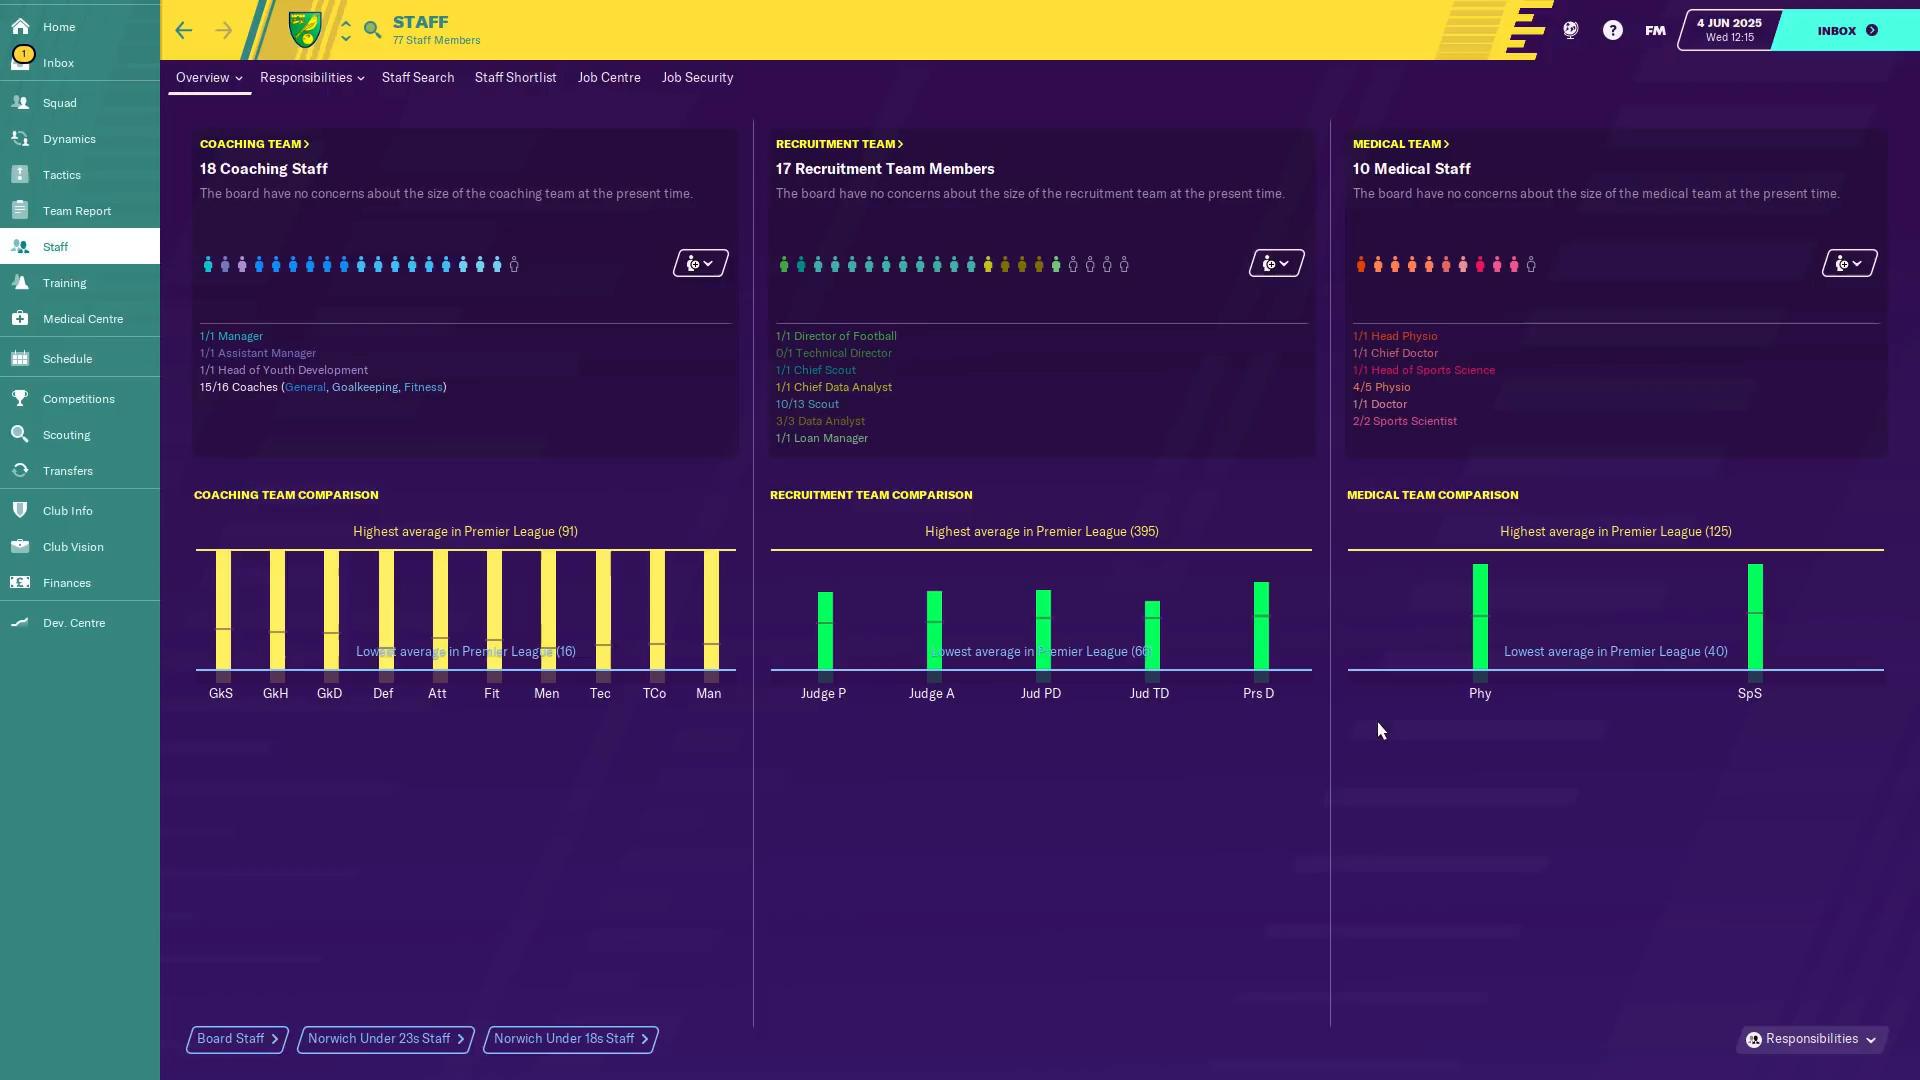 Home
1
Inbox
Squad
Dynamics
Tactics
Team Report
Staff
Training
Medical Centre
Schedule
Competitions
Scouting
Transfers
Club Info
Club Vision
Finances
Dev. Centre
STAFF
77 Staff Members
?
FM
4 JUN 2025
Wed 12:15
INBOX
Overview
Responsibilities
Staff Search
Staff Shortlist
Job Centre
Job Security
COACHING TEAM
18 Coaching Staff
The board have no concerns about the size of the coaching team at the present time.
1/1 Manager
1/1 Assistant Manager
1/1 Head of Youth Development
15/16 Coaches (General, Goalkeeping, Fitness)
RECRUITMENT TEAM
17 Recruitment Team Members
The board have no concerns about the size of the recruitment team at the present time.
1/1 Director of Football
0/1 Technical Director
1/1 Chief Scout
1/1 Chief Data Analyst
10/13 Scout
3/3 Data Analyst
1/1 Loan Manager
MEDICAL TEAM
10 Medical Staff
The board have no concerns about the size of the medical team at the present time.
1/1 Head Physio
1/1 Chief Doctor
1/1 Head of Sports Science
4/5 Physio
1/1 Doctor
2/2 Sports Scientist
COACHING TEAM COMPARISON
Highest average in Premier League (91)
Lowest average in Premier League (16)
GkS GkH GkD Def Att Fit Men Tec TCo Man
RECRUITMENT TEAM COMPARISON
Highest average in Premier League (395)
Lowest average in Premier League (66)
Judge P Judge A Jud PD Jud TD Prs D
MEDICAL TEAM COMPARISON
Highest average in Premier League (125)
Lowest average in Premier League (40)
Phy SpS
Board Staff
Norwich Under 23s Staff
Norwich Under 18s Staff
Responsibilities